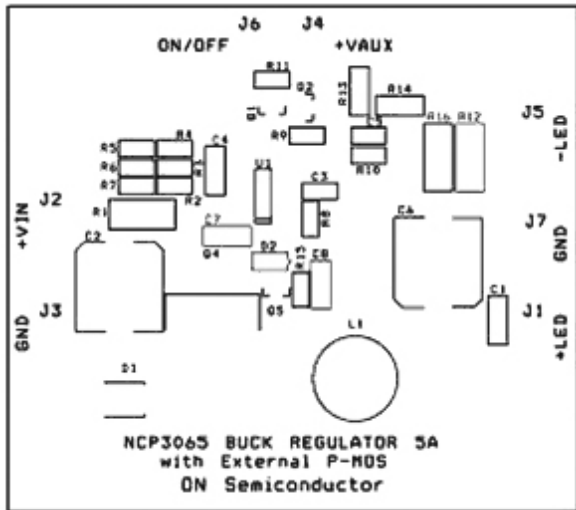 J6 J4
ON/OFF +VAUX
R11
Q2
R13
R14
Q1
J5
-LED
R9
R16 R12
R5 R4
C4
R6
R7
R2
U1
R10
C3
J2
+VIN
R1
R8
C6
J7
GND
C2
C7
Q4
D2
R15
C8
J3
GND
Q5
C1
J1
+LED
L1
D1
NCP3065 BUCK REGULATOR 5A
with External P-MOS
ON Semiconductor